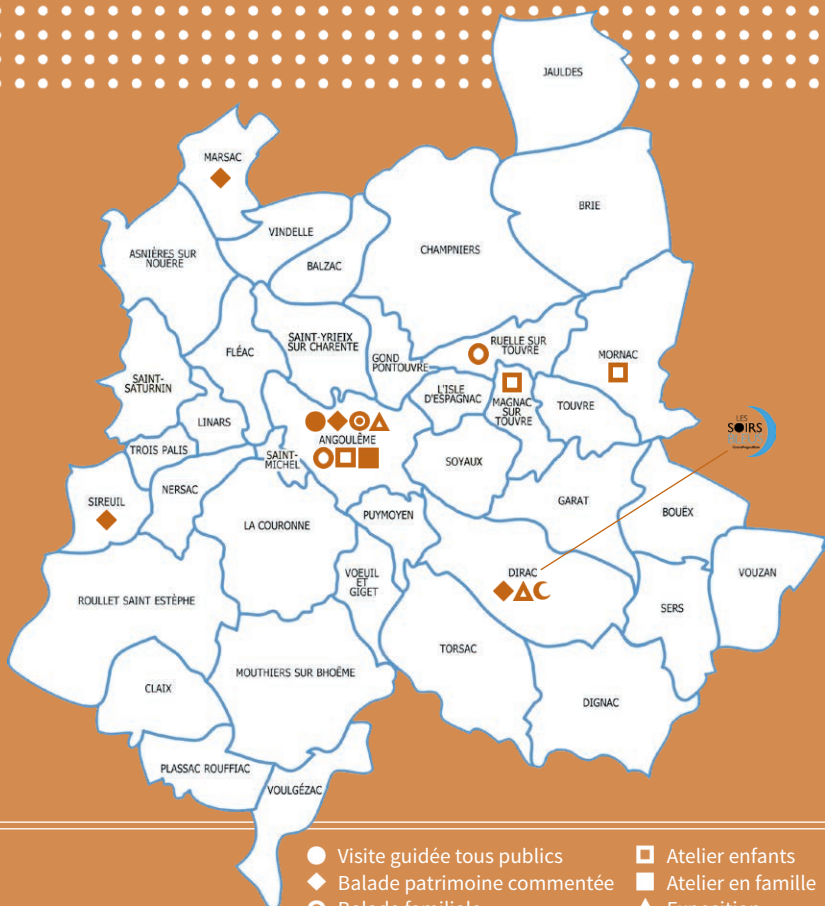 JAULDES
MARSAC
BRIE
VINDELLE
CHAMPNIERS
ASNIÈRES SUR
NOUÈRE
BALZAC
SAINT-YRIEIX
SUR CHARENTE
RUELLE SUR
TOUVRE
FLÉAC
GOND
PONTOUVRE
MORNAC
SAINT-
SATURNIN
L'ISLE
D'ESPAGNAC
MAGNAC
SUR
TOUVRE
TOUVRE
LINARS
ANGOULÊME
LES
SOIRS
TROIS PALIS
SAINT-
MICHEL
SOYAUX
NERSAC
SIREUIL
GARAT
BOUËX
LA COURONNE
PUYMOYEN
VOEUIL
ET
GIGET
DIRAC
VOUZAN
ROULLET SAINT ESTÈPHE
SERS
TORSAC
MOUTHIERS SUR BHOËME
CLAIX
DIGNAC
PLASSAC ROUFFIAC
VOULGÉZAC
Visite guidée tous publics
Balade patrimoine commentée
Atelier enfants
Atelier en famille